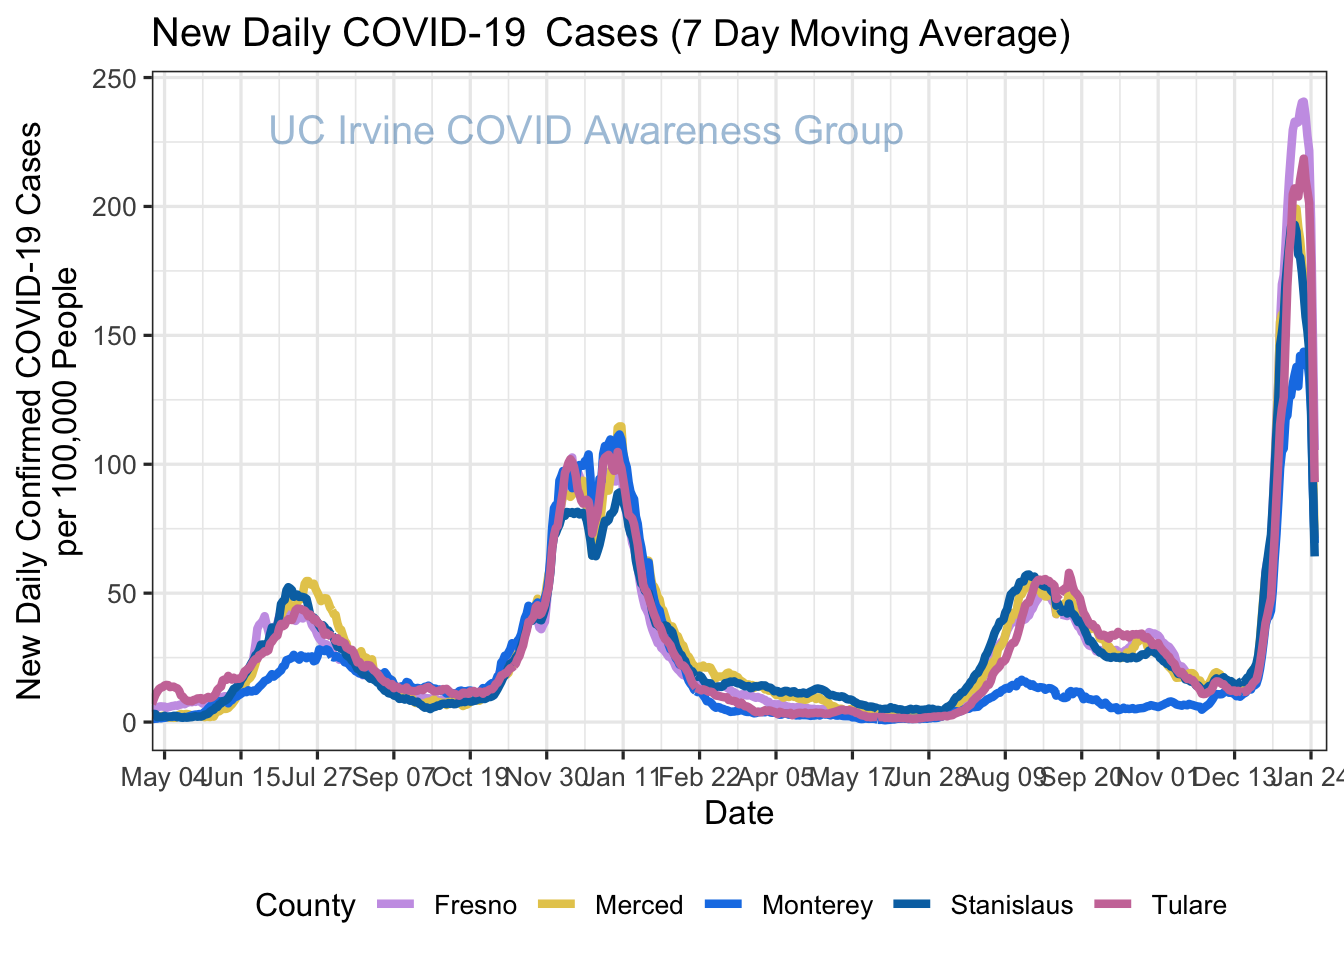 New Daily COVID-19  Cases (7 Day Moving Average)
UC Irvine COVID Awareness Group
New Daily Confirmed COVID-19 Cases
per 100,000 People
250
200
150
100
50
0
May 04 Jun 15 Jul 27 Sep 07 Oct 19 Nov 30 Jan 11 Feb 22 Apr 05 May 17 Jun 28 Aug 09 Sep 20 Nov 01 Dec 13 Jan 24
Date
County Fresno Merced Monterey Stanislaus Tulare